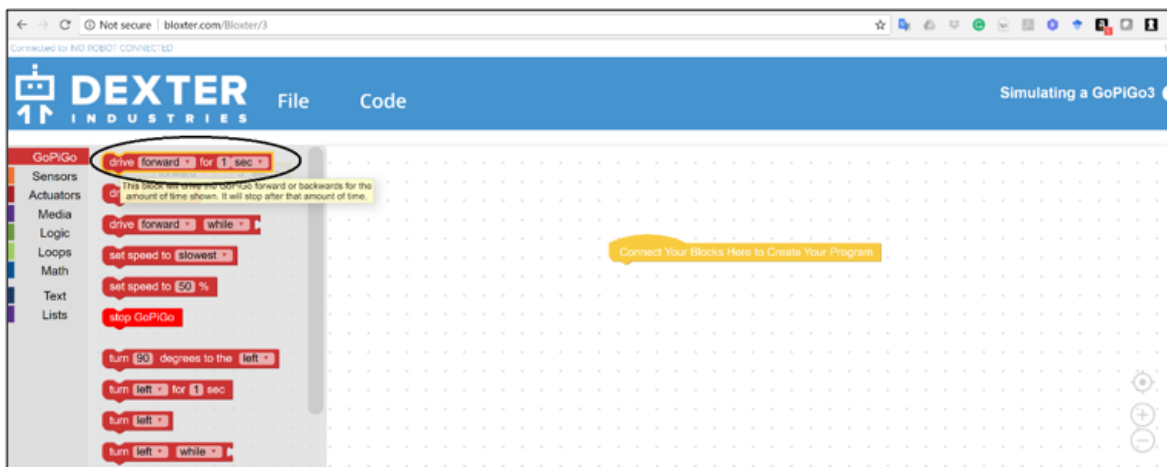 Not secure | bloxter.com/Bloxter/3
Connected to: NO ROBOT CONNECTED
DEXTER
INDUSTRIES
File Code
Simulating a GoPiGo3
GoPiGo
Sensors
Actuators
Media
Logic
Loops
Math
Text
Lists
drive forward for 1 sec
This block will drive the GoPiGo forward or backwards for the
amount of time shown. It will stop after that amount of time.
drive forward while
set speed to slowest
set speed to 50 %
stop GoPiGo
turn 90 degrees to the left
turn left for 1 sec
turn left
turn left while
Connect Your Blocks Here to Create Your Program